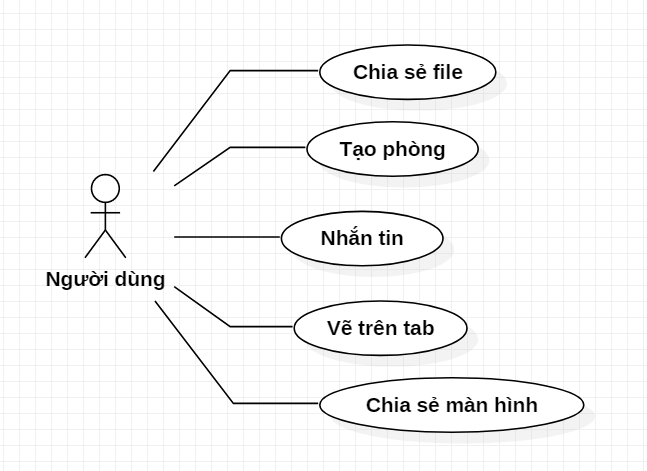 Chia sẻ file
Tạo phòng
Nhắn tin
Người dùng
Vẽ trên tab
Chia sẻ màn hình